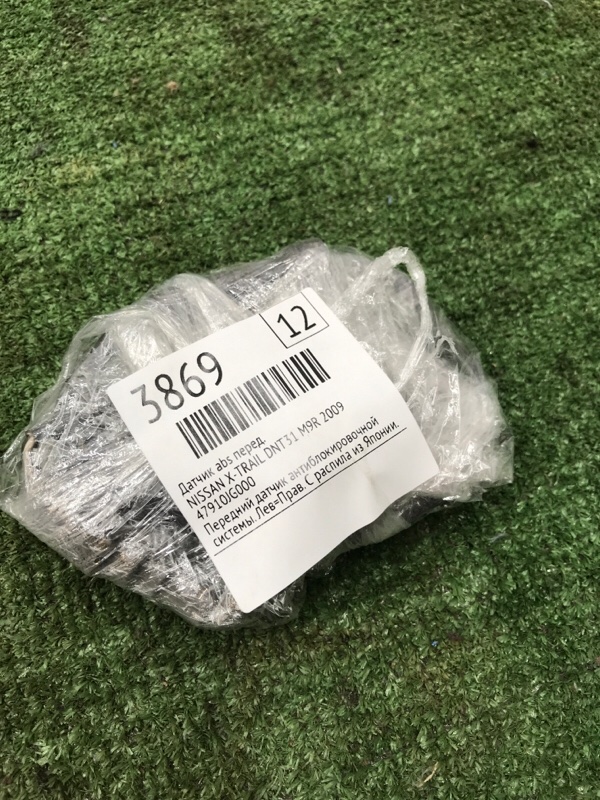 12
3869
Датчик abs перед.
NISSAN X-TRAIL DNT31 M9R 2009
47910JG000
Передний датчик антиблокировочной
системы. Лев=Прав. С распила из Японии.